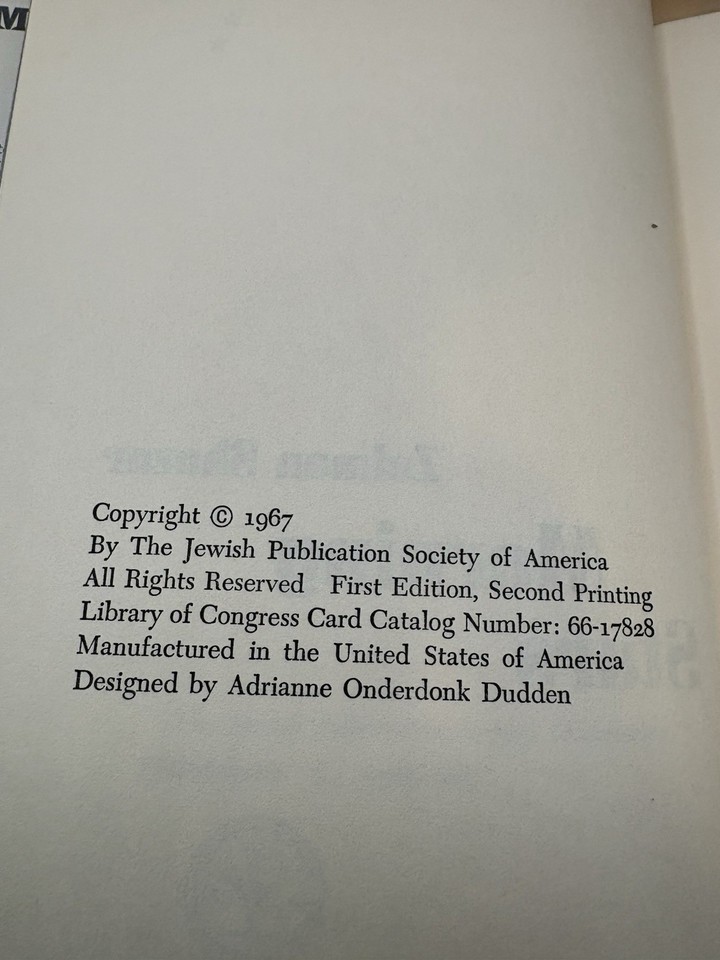 M
Copyright © 1967
By The Jewish Publication Society of America
All Rights Reserved First Edition, Second Printing
Library of Congress Card Catalog Number: 66-17828
Manufactured in the United States of America
Designed by Adrianne Onderdonk Dudden